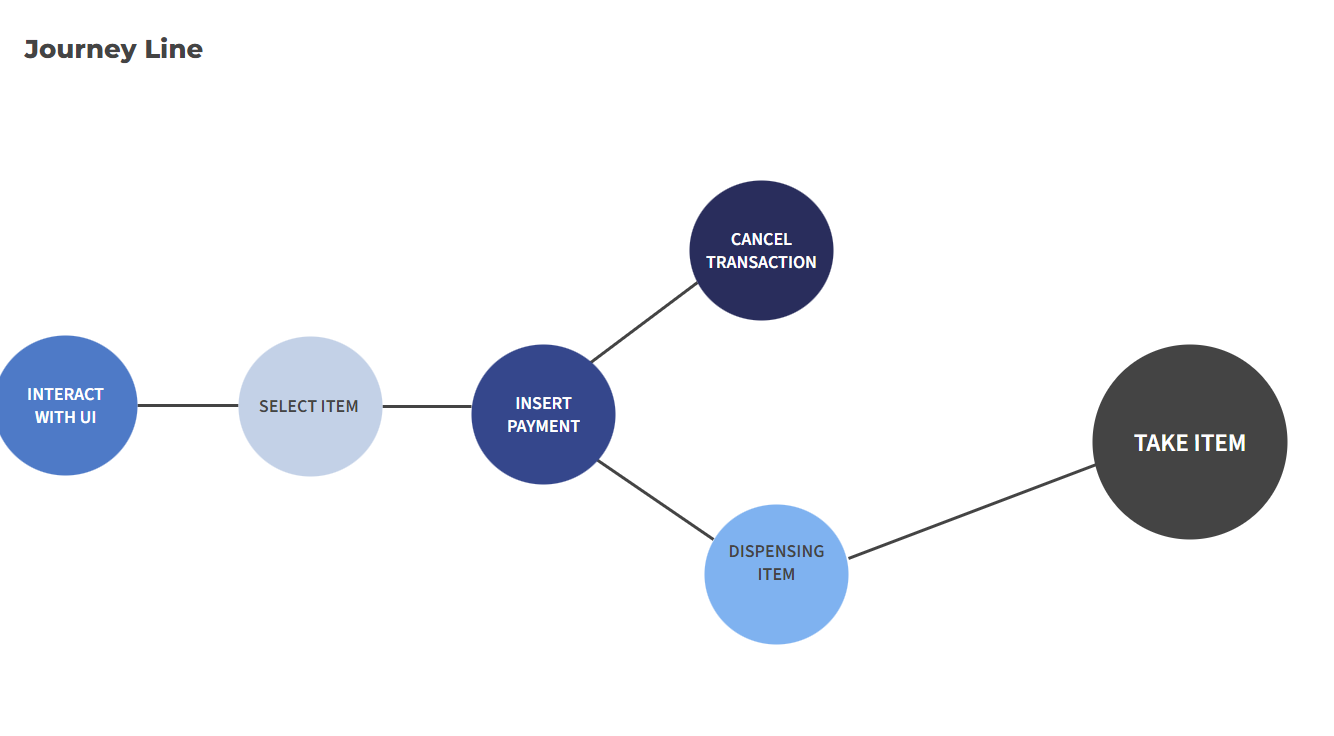 Journey Line
INTERACT
WITH UI
SELECT ITEM
INSERT
PAYMENT
CANCEL
TRANSACTION
DISPENSING
ITEM
TAKE ITEM